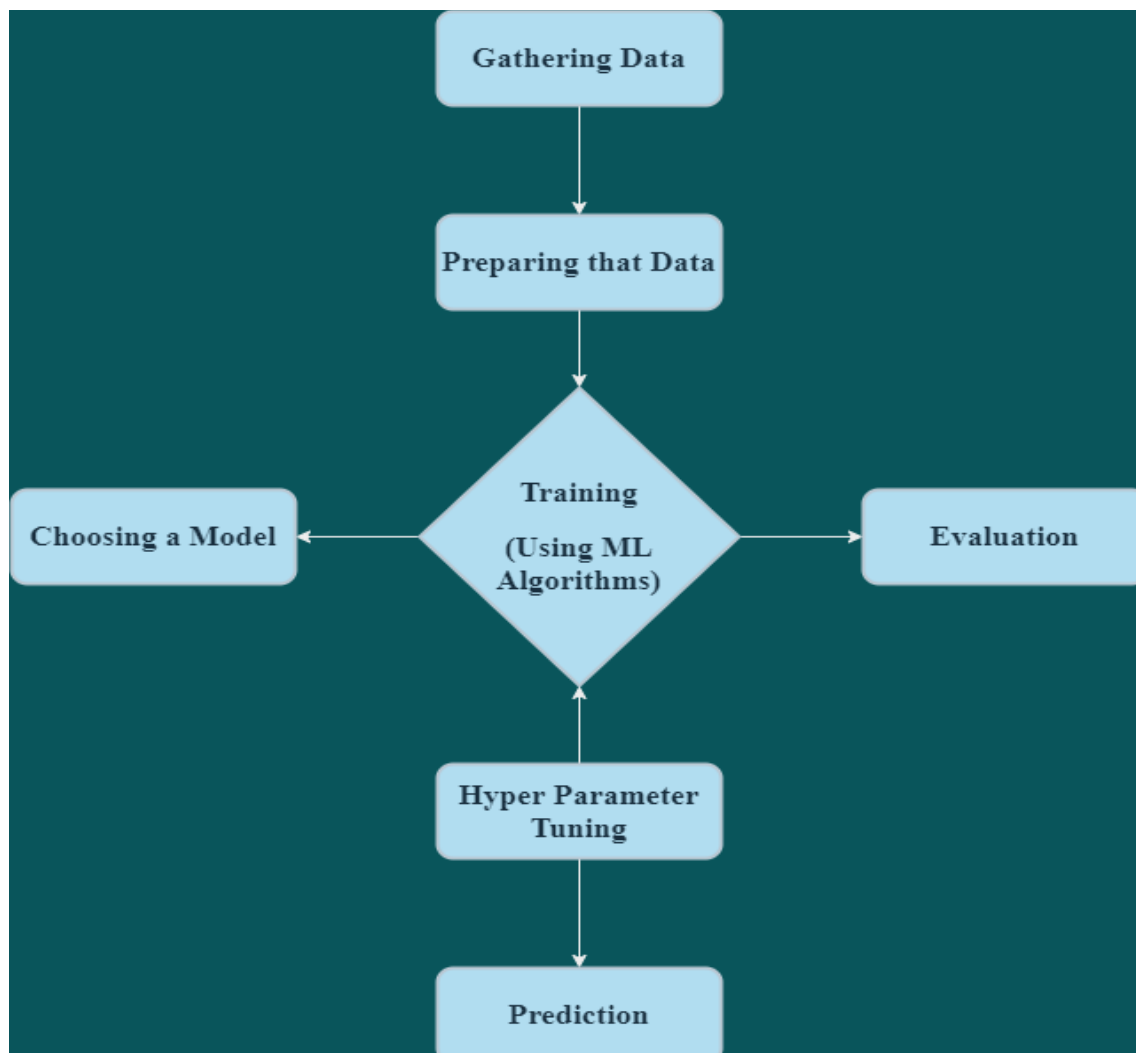 Gathering Data
Preparing that Data
Training
(Using ML
Algorithms)
Choosing a Model
Evaluation
Hyper Parameter
Tuning
Prediction